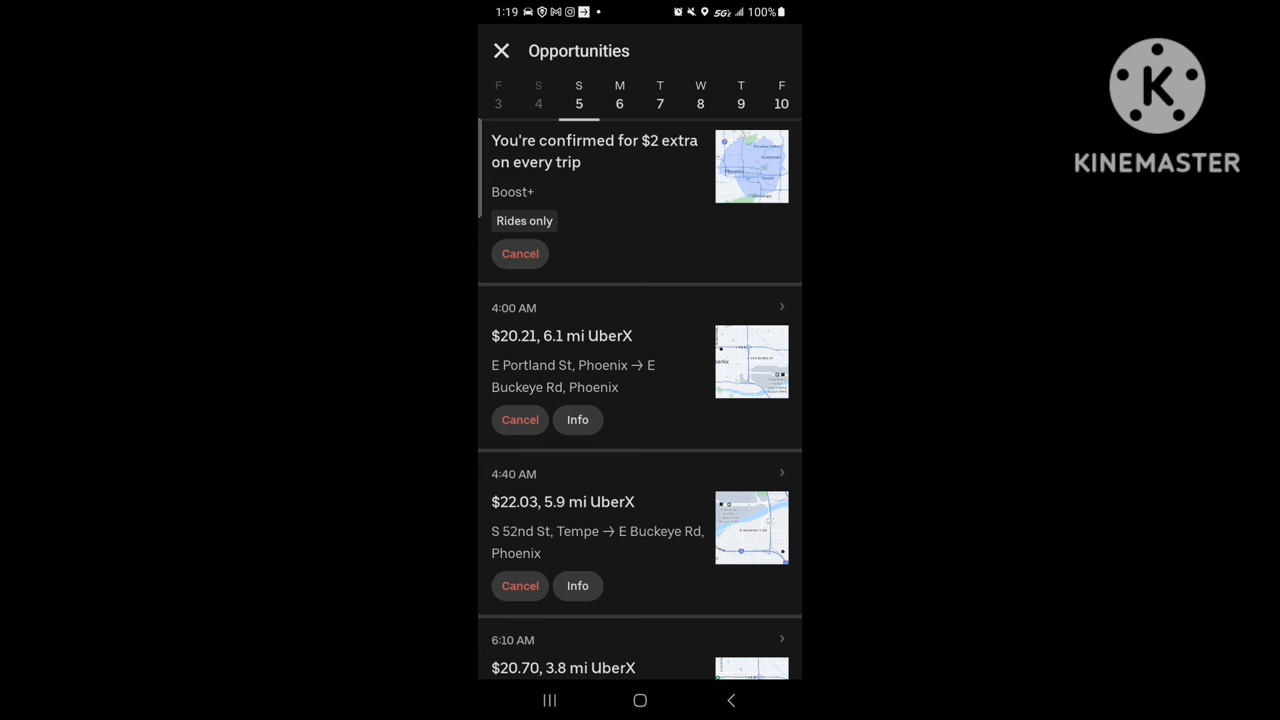 1:19
5G
100%
Opportunities
F S S M T W T F
3 4 5 6 7 8 9 10
You're confirmed for $2 extra
on every trip
Boost+
Rides only
Cancel
4:00 AM
$20.21, 6.1 mi UberX
E Portland St, Phoenix → E
Buckeye Rd, Phoenix
Cancel Info
4:40 AM
$22.03, 5.9 mi UberX
S 52nd St, Tempe → E Buckeye Rd,
Phoenix
Cancel Info
6:10 AM
$20.70, 3.8 mi UberX
K
KINEMASTER
Phoenix
Tempe